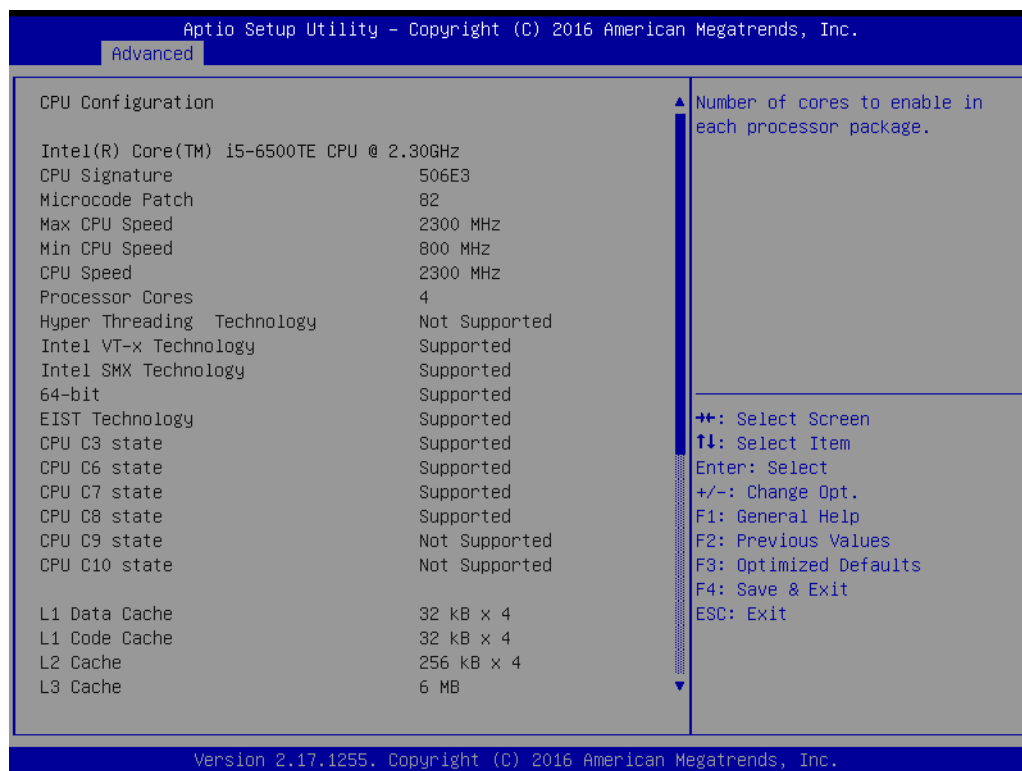 Aptio Setup Utility – Copyright (C) 2016 American Megatrends, Inc.
Advanced
CPU Configuration
Intel(R) Core(TM) i5-6500TE CPU @ 2.30GHz
CPU Signature 506E3
Microcode Patch 82
Max CPU Speed 2300 MHz
Min CPU Speed 800 MHz
CPU Speed 2300 MHz
Processor Cores 4
Hyper Threading Technology Not Supported
Intel VT-x Technology Supported
Intel SMX Technology Supported
64-bit Supported
EIST Technology Supported
CPU C3 state Supported
CPU C6 state Supported
CPU C7 state Supported
CPU C8 state Supported
CPU C9 state Not Supported
CPU C10 state Not Supported
L1 Data Cache 32 kB x 4
L1 Code Cache 32 kB x 4
L2 Cache 256 kB x 4
L3 Cache 6 MB
Number of cores to enable in
each processor package.
→←: Select Screen
↑↓: Select Item
Enter: Select
+/-: Change Opt.
F1: General Help
F2: Previous Values
F3: Optimized Defaults
F4: Save & Exit
ESC: Exit
Version 2.17.1255. Copyright (C) 2016 American Megatrends, Inc.